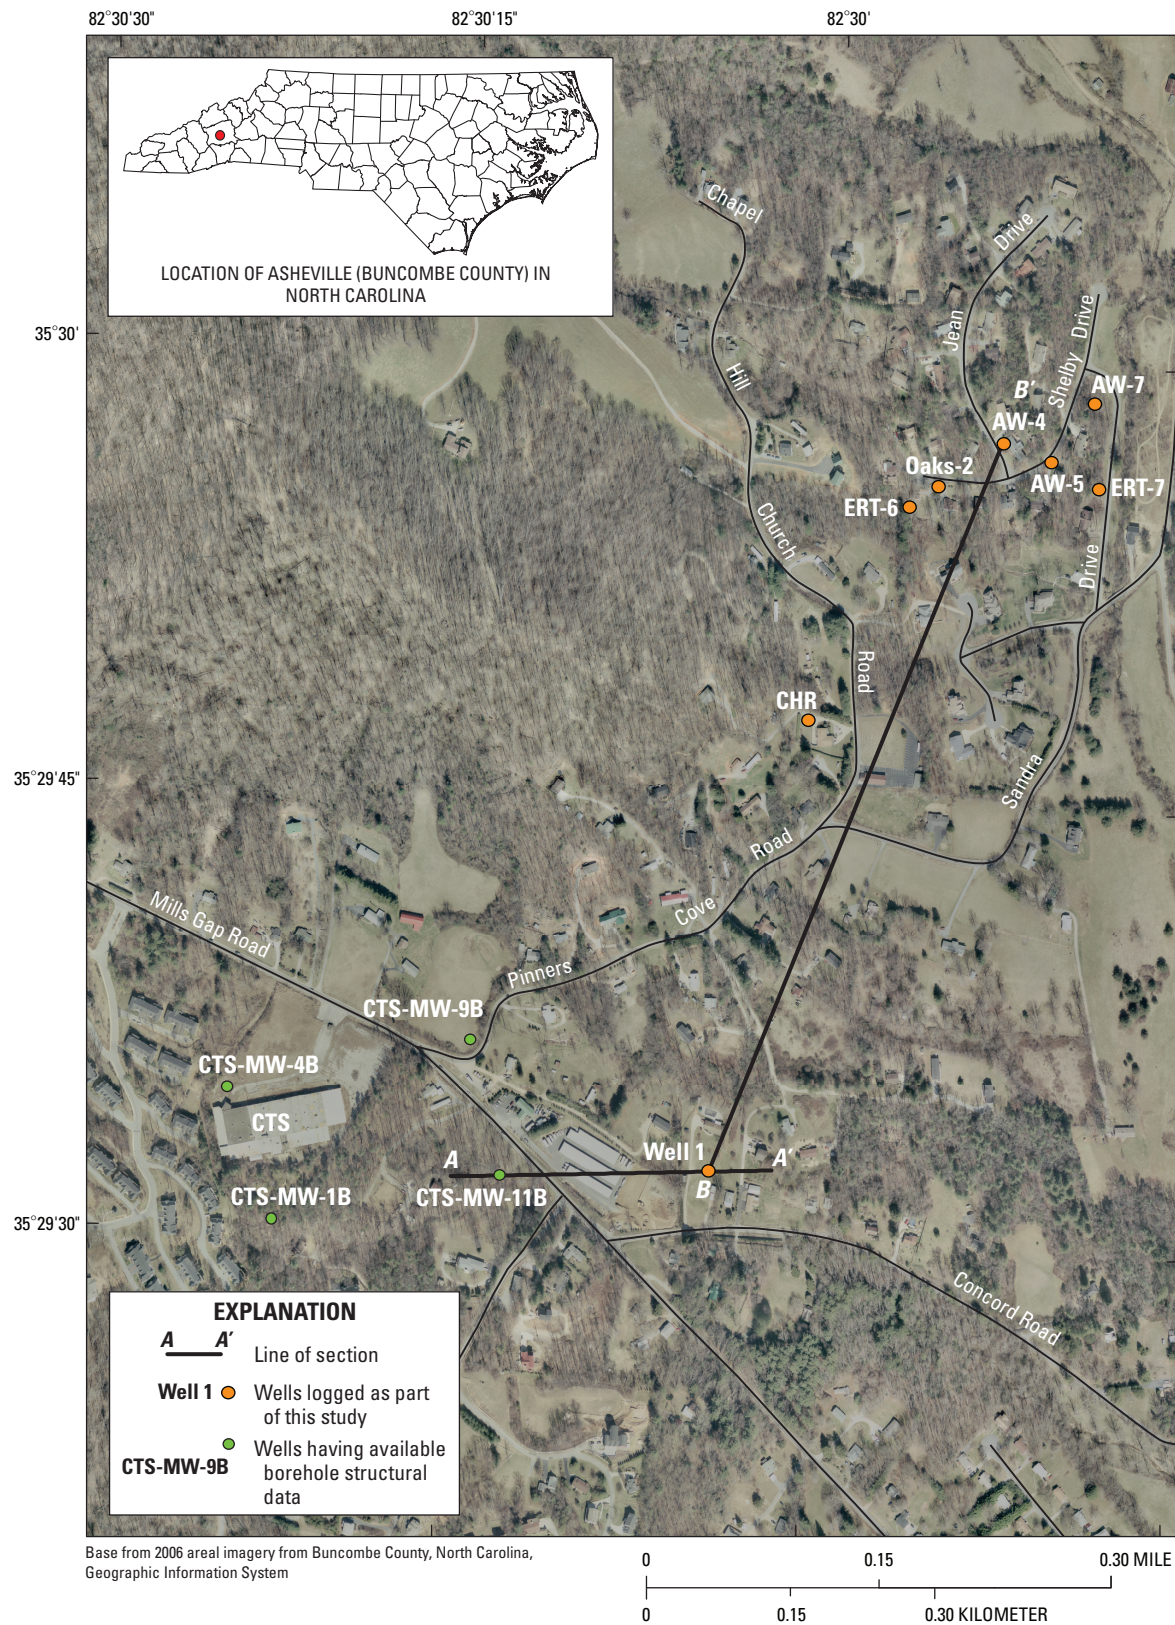 82°30'30"
82°30'15"
82°30'
LOCATION OF ASHEVILLE (BUNCOMBE COUNTY) IN
NORTH CAROLINA
35°30'
35°29'45"
35°29'30"
Chapel
Hill
Church
Road
Jean
Drive
Shelby Drive
B'
AW-4
AW-7
Oaks-2
AW-5
ERT-7
ERT-6
Drive
Sandra
CHR
Road
Cove
Pinners
Mills Gap Road
CTS-MW-9B
CTS-MW-4B
CTS
A
CTS-MW-11B
Well 1
B
A'
CTS-MW-1B
Concord Road
EXPLANATION
A A'
Line of section
Well 1
Wells logged as part
of this study
Wells having available
CTS-MW-9B
borehole structural
data
Base from 2006 areal imagery from Buncombe County, North Carolina,
Geographic Information System
0 0.15 0.30 MILE
0 0.15 0.30 KILOMETER